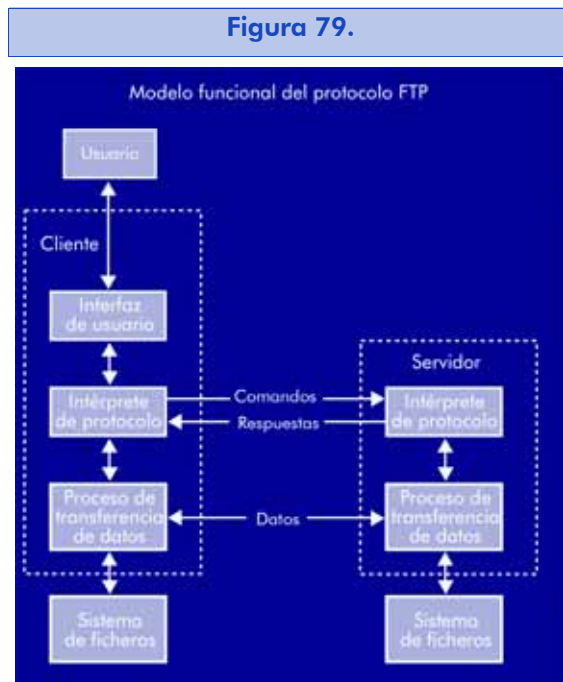 Figura 79.
Modelo funcional del protocolo FTP
Usuario
Cliente
Interfaz
de usuario
Servidor
Intérprete
de protocolo
Comandos
Respuestas
Intérprete
de protocolo
Proceso de
transferencia
de datos
Datos
Proceso de
transferencia
de datos
Sistema
de ficheros
Sistema
de ficheros